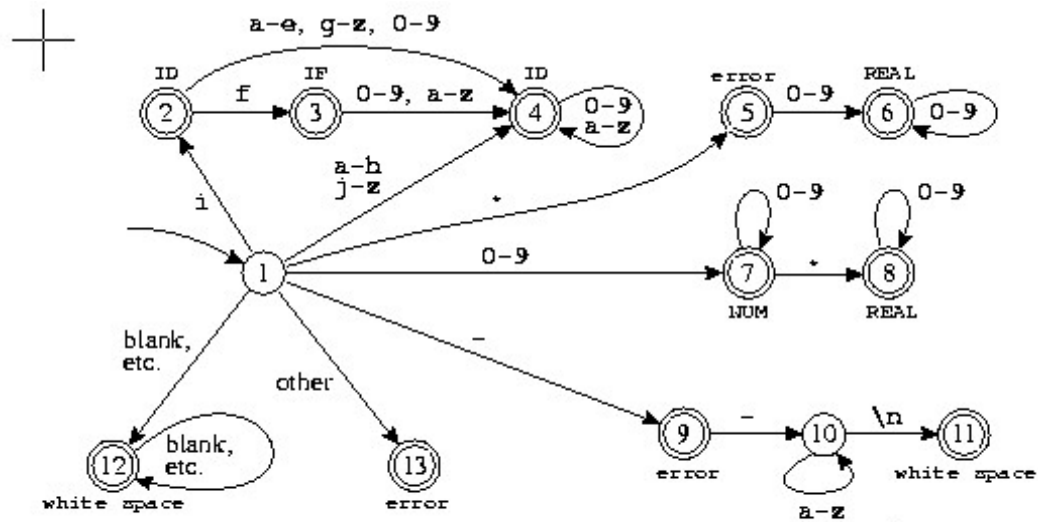 a-e, g-z, 0-9
ID IF ID error REAL
2 f 3 0-9, a-z 4 0-9 5 0-9 6 0-9
a-z
a-h
j-z
i .
0-9 0-9
1 0-9 7 . 8
NUM REAL
blank,
etc.
other
-
9 - 10 \n 11
error white space
12 blank,
etc.
13
white space error
a-z